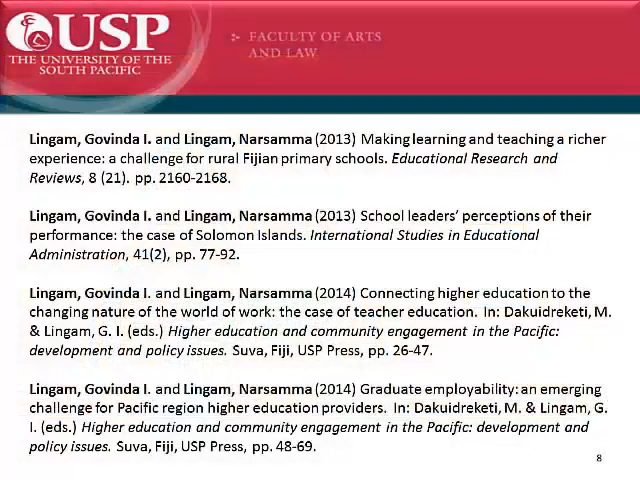 USP
THE UNIVERSITY OF THE
SOUTH PACIFIC
FACULTY OF ARTS
AND LAW
Lingam, Govinda I. and Lingam, Narsamma (2013) Making learning and teaching a richer
experience: a challenge for rural Fijian primary schools. Educational Research and
Reviews, 8 (21). pp. 2160-2168.
Lingam, Govinda I. and Lingam, Narsamma (2013) School leaders' perceptions of their
performance: the case of Solomon Islands. International Studies in Educational
Administration, 41(2), pp. 77-92.
Lingam, Govinda I. and Lingam, Narsamma (2014) Connecting higher education to the
changing nature of the world of work: the case of teacher education. In: Dakuidreketi, M.
& Lingam, G. I. (eds.) Higher education and community engagement in the Pacific:
development and policy issues. Suva, Fiji, USP Press, pp. 26-47.
Lingam, Govinda I. and Lingam, Narsamma (2014) Graduate employability: an emerging
challenge for Pacific region higher education providers. In: Dakuidreketi, M. & Lingam, G.
I. (eds.) Higher education and community engagement in the Pacific: development and
policy issues. Suva, Fiji, USP Press, pp. 48-69.
8